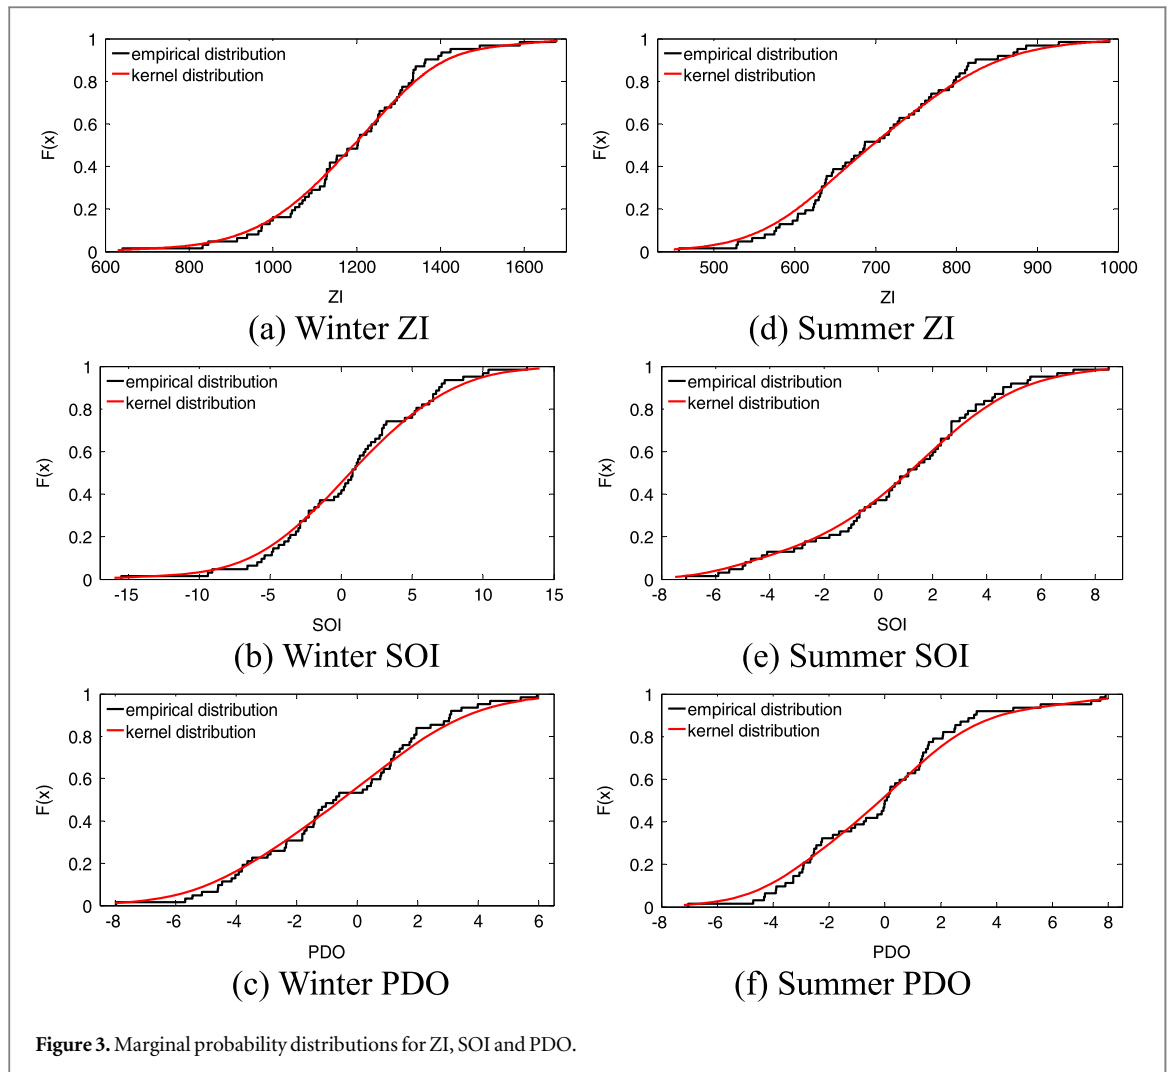 empirical distribution
kernel distribution
F(x)
1
0.8
0.6
0.4
0.2
0
600 800 1000 1200 1400 1600
ZI
(a) Winter ZI
empirical distribution
kernel distribution
F(x)
1
0.8
0.6
0.4
0.2
0
500 600 700 800 900 1000
ZI
(d) Summer ZI
empirical distribution
kernel distribution
F(x)
1
0.8
0.6
0.4
0.2
0
-15 -10 -5 0 5 10 15
SOI
(b) Winter SOI
empirical distribution
kernel distribution
F(x)
1
0.8
0.6
0.4
0.2
0
-8 -6 -4 -2 0 2 4 6 8
SOI
(e) Summer SOI
empirical distribution
kernel distribution
F(x)
1
0.8
0.6
0.4
0.2
0
-8 -6 -4 -2 0 2 4 6
PDO
(c) Winter PDO
empirical distribution
kernel distribution
F(x)
1
0.8
0.6
0.4
0.2
0
-8 -6 -4 -2 0 2 4 6 8
PDO
(f) Summer PDO
Figure 3. Marginal probability distributions for ZI, SOI and PDO.